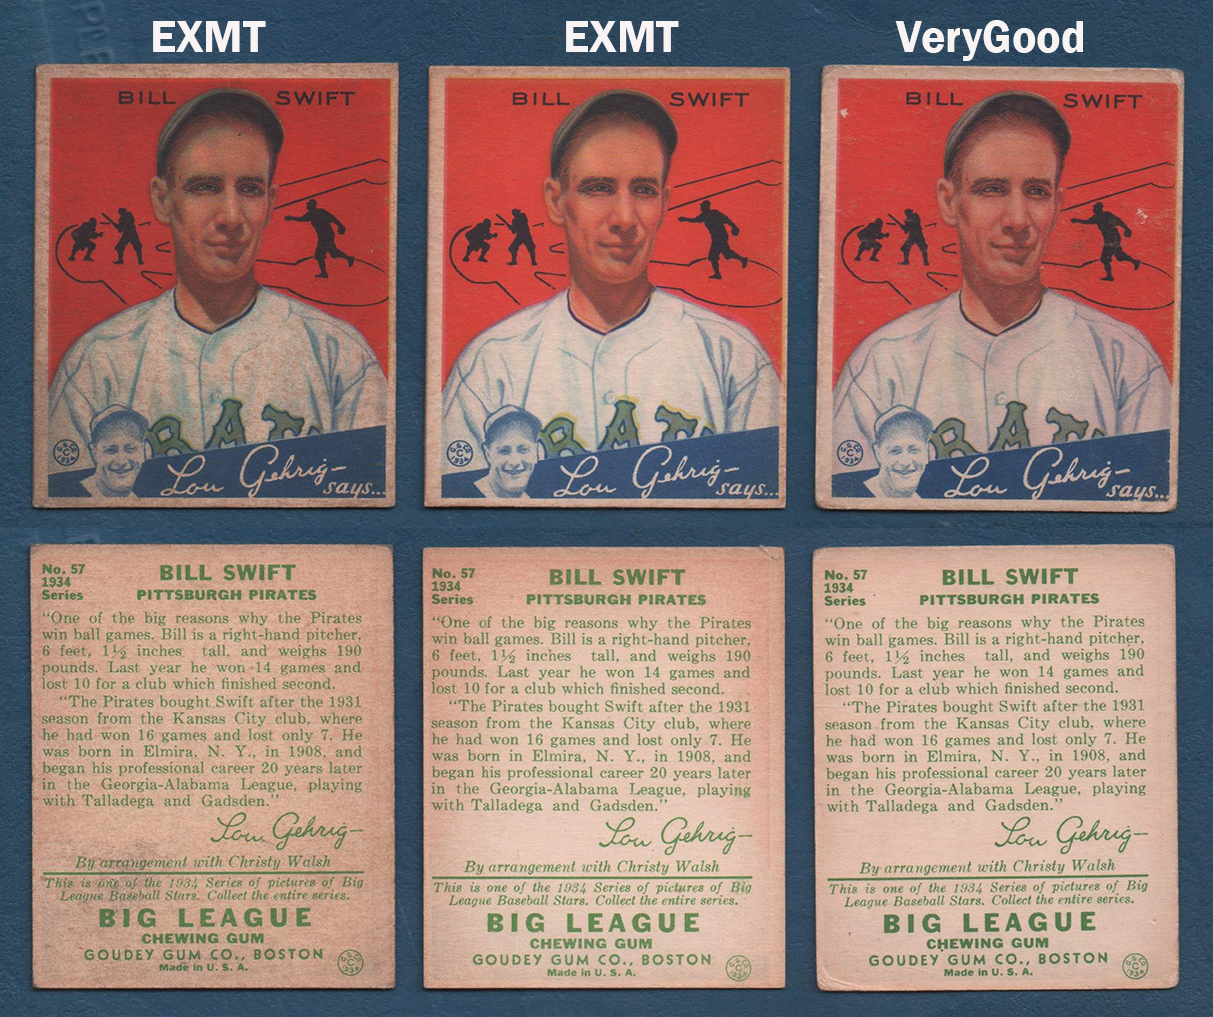 EXMT
EXMT
VeryGood
BILL SWIFT
BILL SWIFT
BILL SWIFT
BAT
G.G.CO.
C
1934
Lou Gehrig-
says...
BAT
G.G.CO.
C
1934
Lou Gehrig-
says...
BAT
G.G.CO.
C
1934
Lou Gehrig-
says...
No. 57
1934
Series
BILL SWIFT
PITTSBURGH PIRATES
"One of the big reasons why the Pirates
win ball games. Bill is a right-hand pitcher,
6 feet, 1½ inches tall, and weighs 190
pounds. Last year he won 14 games and
lost 10 for a club which finished second.
"The Pirates bought Swift after the 1931
season from the Kansas City club, where
he had won 16 games and lost only 7. He
was born in Elmira, N. Y., in 1908, and
began his professional career 20 years later
in the Georgia-Alabama League, playing
with Talladega and Gadsden."
Lou Gehrig-
By arrangement with Christy Walsh
This is one of the 1934 Series of pictures of Big
League Baseball Stars. Collect the entire series.
BIG LEAGUE
CHEWING GUM
GOUDEY GUM CO., BOSTON
Made in U. S. A.
G.G.CO.
C
1934
No. 57
1934
Series
BILL SWIFT
PITTSBURGH PIRATES
"One of the big reasons why the Pirates
win ball games. Bill is a right-hand pitcher,
6 feet, 1½ inches tall, and weighs 190
pounds. Last year he won 14 games and
lost 10 for a club which finished second.
"The Pirates bought Swift after the 1931
season from the Kansas City club, where
he had won 16 games and lost only 7. He
was born in Elmira, N. Y., in 1908, and
began his professional career 20 years later
in the Georgia-Alabama League, playing
with Talladega and Gadsden."
Lou Gehrig-
By arrangement with Christy Walsh
This is one of the 1934 Series of pictures of Big
League Baseball Stars. Collect the entire series.
BIG LEAGUE
CHEWING GUM
GOUDEY GUM CO., BOSTON
Made in U. S. A.
G.G.CO.
C
1934
No. 57
1934
Series
BILL SWIFT
PITTSBURGH PIRATES
"One of the big reasons why the Pirates
win ball games. Bill is a right-hand pitcher,
6 feet, 1½ inches tall, and weighs 190
pounds. Last year he won 14 games and
lost 10 for a club which finished second.
"The Pirates bought Swift after the 1931
season from the Kansas City club, where
he had won 16 games and lost only 7. He
was born in Elmira, N. Y., in 1908, and
began his professional career 20 years later
in the Georgia-Alabama League, playing
with Talladega and Gadsden."
Lou Gehrig-
By arrangement with Christy Walsh
This is one of the 1934 Series of pictures of Big
League Baseball Stars. Collect the entire series.
BIG LEAGUE
CHEWING GUM
GOUDEY GUM CO., BOSTON
Made in U. S. A.
G.G.CO.
C
1934